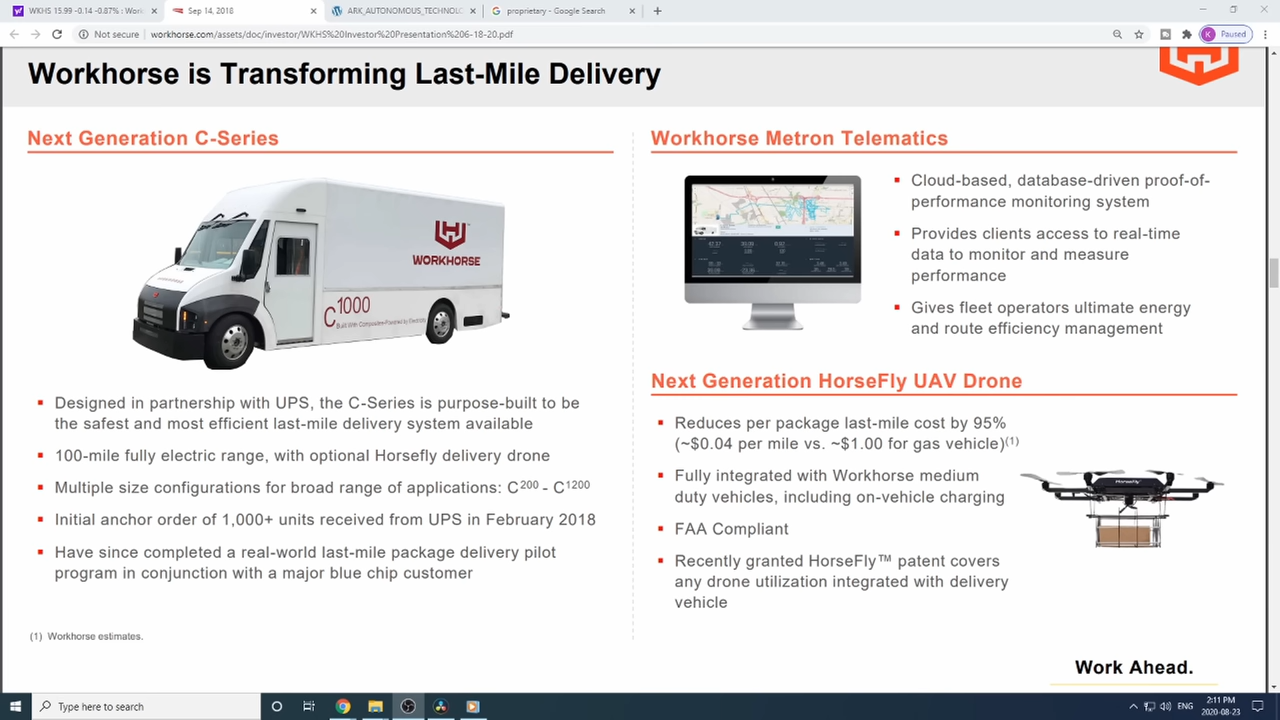 WKHS 15.99 -0.14 -0.87% : Work
Sep 14, 2018
ARK_AUTONOMOUS_TECHNOL
proprietary - Google Search
Not secure
workhorse.com/assets/doc/investor/WKHS%20Investor%20Presentation%206-18-20.pdf
K Paused
Workhorse is Transforming Last-Mile Delivery
Next Generation C-Series
WORKHORSE
C1000
Built With Composites-Powered by Electricity
▪ Designed in partnership with UPS, the C-Series is purpose-built to be
the safest and most efficient last-mile delivery system available
▪ 100-mile fully electric range, with optional Horsefly delivery drone
▪ Multiple size configurations for broad range of applications: C200 - C1200
▪ Initial anchor order of 1,000+ units received from UPS in February 2018
▪ Have since completed a real-world last-mile package delivery pilot
program in conjunction with a major blue chip customer
(1) Workhorse estimates.
Workhorse Metron Telematics
▪ Cloud-based, database-driven proof-of-
performance monitoring system
▪ Provides clients access to real-time
data to monitor and measure
performance
▪ Gives fleet operators ultimate energy
and route efficiency management
Next Generation HorseFly UAV Drone
▪ Reduces per package last-mile cost by 95%
(~$0.04 per mile vs. ~$1.00 for gas vehicle)(1)
▪ Fully integrated with Workhorse medium
duty vehicles, including on-vehicle charging
▪ FAA Compliant
▪ Recently granted HorseFly™ patent covers
any drone utilization integrated with delivery
vehicle
HorseFly
Work Ahead.
Type here to search
ENG
2:11 PM
2020-08-23